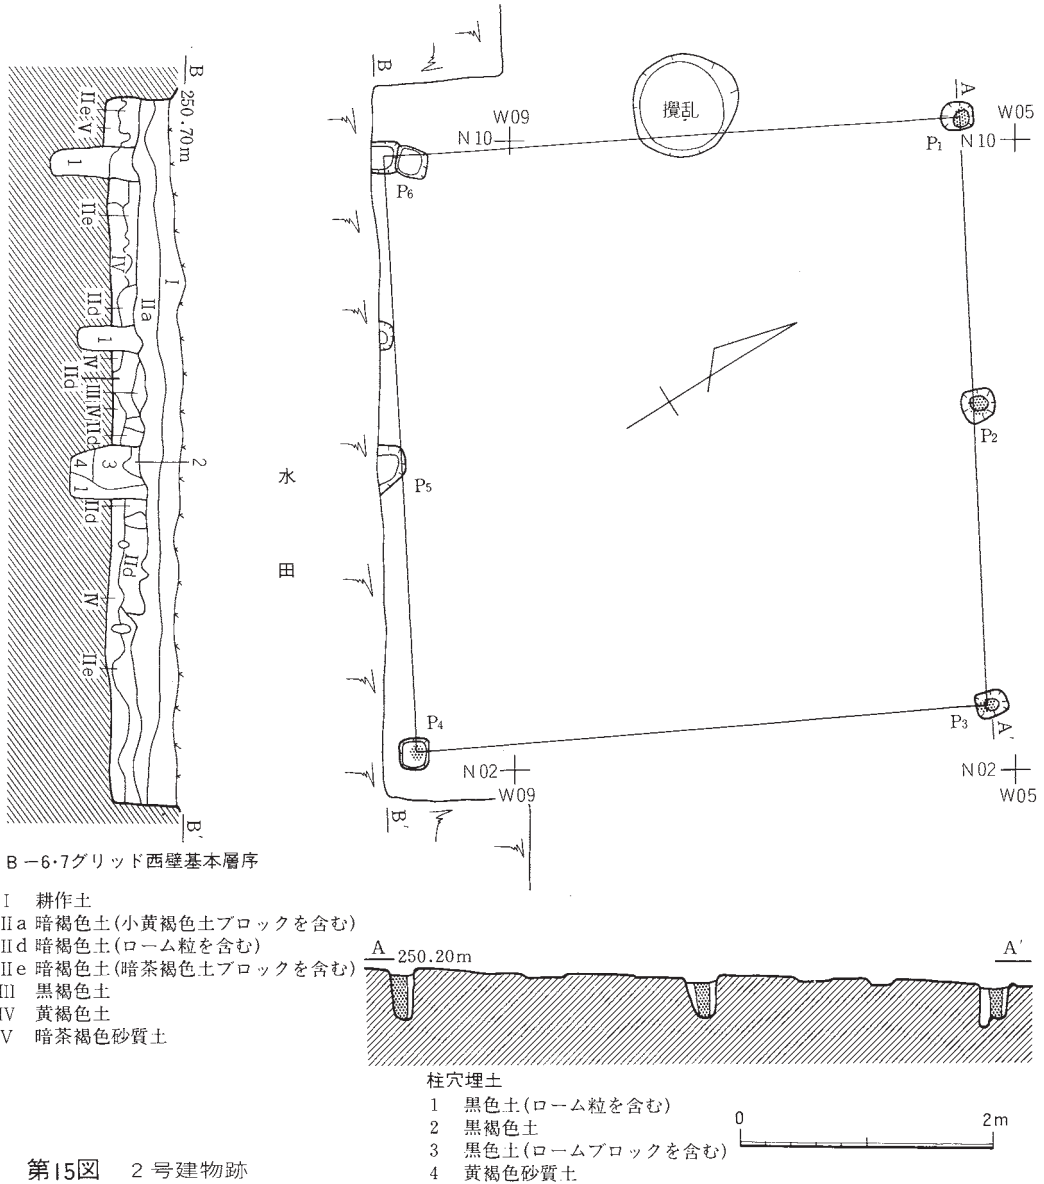 B
250.70m
IIe V
1
IIe
IV
IId
I
IIa
1
IV
IId
III
IV
IId
2
3
4
1
IId
IId
IV
IIe
B′
B
W09
N10
攪乱
A
W05
P1
N10
P6
水田
P2
P5
P4
P3
A′
N02
W09
N02
W05
B′
B－6・7グリッド西壁基本層序
I 耕作土
IIa 暗褐色土(小黄褐色土ブロックを含む)
IId 暗褐色土(ローム粒を含む)
IIe 暗褐色土(暗茶褐色土ブロックを含む)
III 黒褐色土
IV 黄褐色土
V 暗茶褐色砂質土
A
250.20m
A′
柱穴埋土
1 黒色土(ローム粒を含む)
2 黒褐色土
3 黒色土(ロームブロックを含む)
4 黄褐色砂質土
0
2m
第15図 2号建物跡